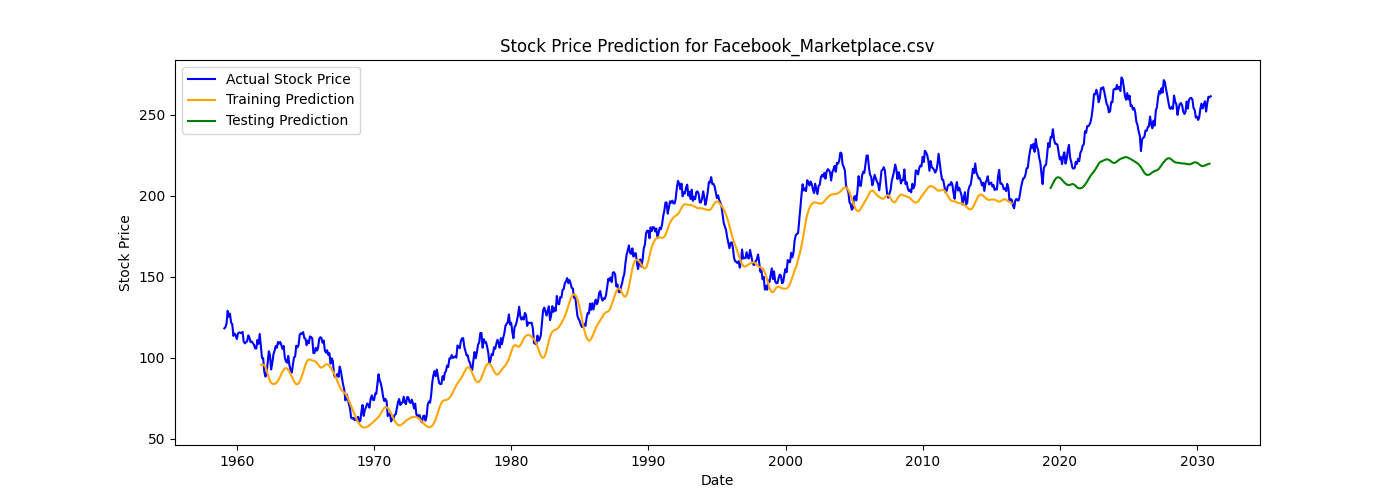 Stock Price Prediction for Facebook_Marketplace.csv
Actual Stock Price
Training Prediction
Testing Prediction
Stock Price
250
200
150
100
50
1960 1970 1980 1990 2000 2010 2020 2030
Date